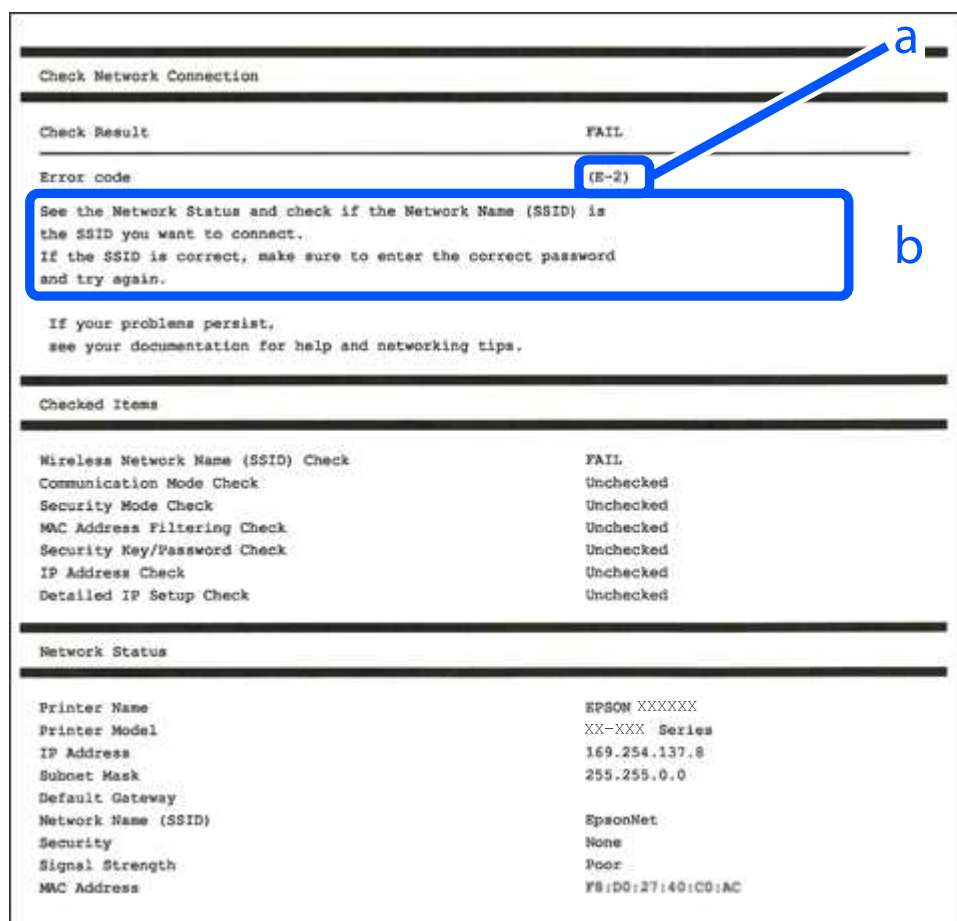 a
Check Network Connection
Check Result FAIL
Error code (E-2)
See the Network Status and check if the Network Name (SSID) is
the SSID you want to connect.
If the SSID is correct, make sure to enter the correct password
and try again.
b
If your problems persist,
see your documentation for help and networking tips.
Checked Items
Wireless Network Name (SSID) Check FAIL
Communication Mode Check Unchecked
Security Mode Check Unchecked
MAC Address Filtering Check Unchecked
Security Key/Password Check Unchecked
IP Address Check Unchecked
Detailed IP Setup Check Unchecked
Network Status
Printer Name EPSON XXXXXX
Printer Model XX-XXX Series
IP Address 169.254.137.8
Subnet Mask 255.255.0.0
Default Gateway
Network Name (SSID) EpsonNet
Security None
Signal Strength Poor
MAC Address F8:D0:27:40:C0:AC